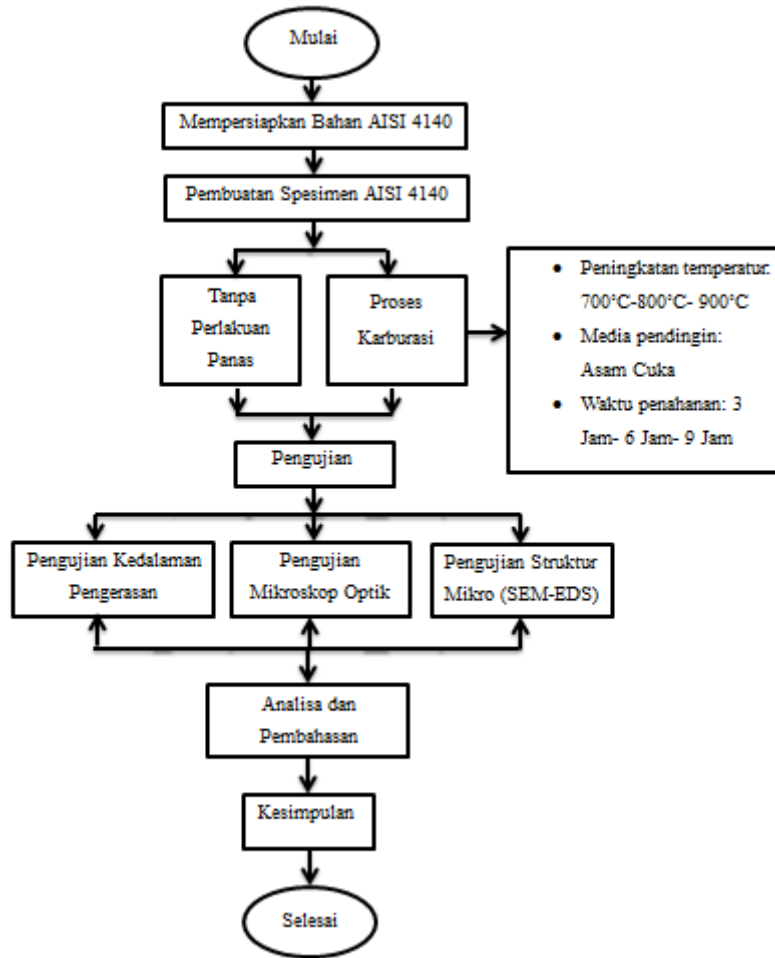 Mulai
Mempersiapkan Bahan AISI 4140
Pembuatan Spesimen AISI 4140
Tanpa
Perlakuan
Panas
Proses
Karburasi
• Peningkatan temperatur:
700°C-800°C- 900°C
• Media pendingin:
Asam Cuka
• Waktu penahanan: 3
Jam- 6 Jam- 9 Jam
Pengujian
Pengujian Kedalaman
Pengerasan
Pengujian
Mikroskop Optik
Pengujian Struktur
Mikro (SEM-EDS)
Analisa dan
Pembahasan
Kesimpulan
Selesai